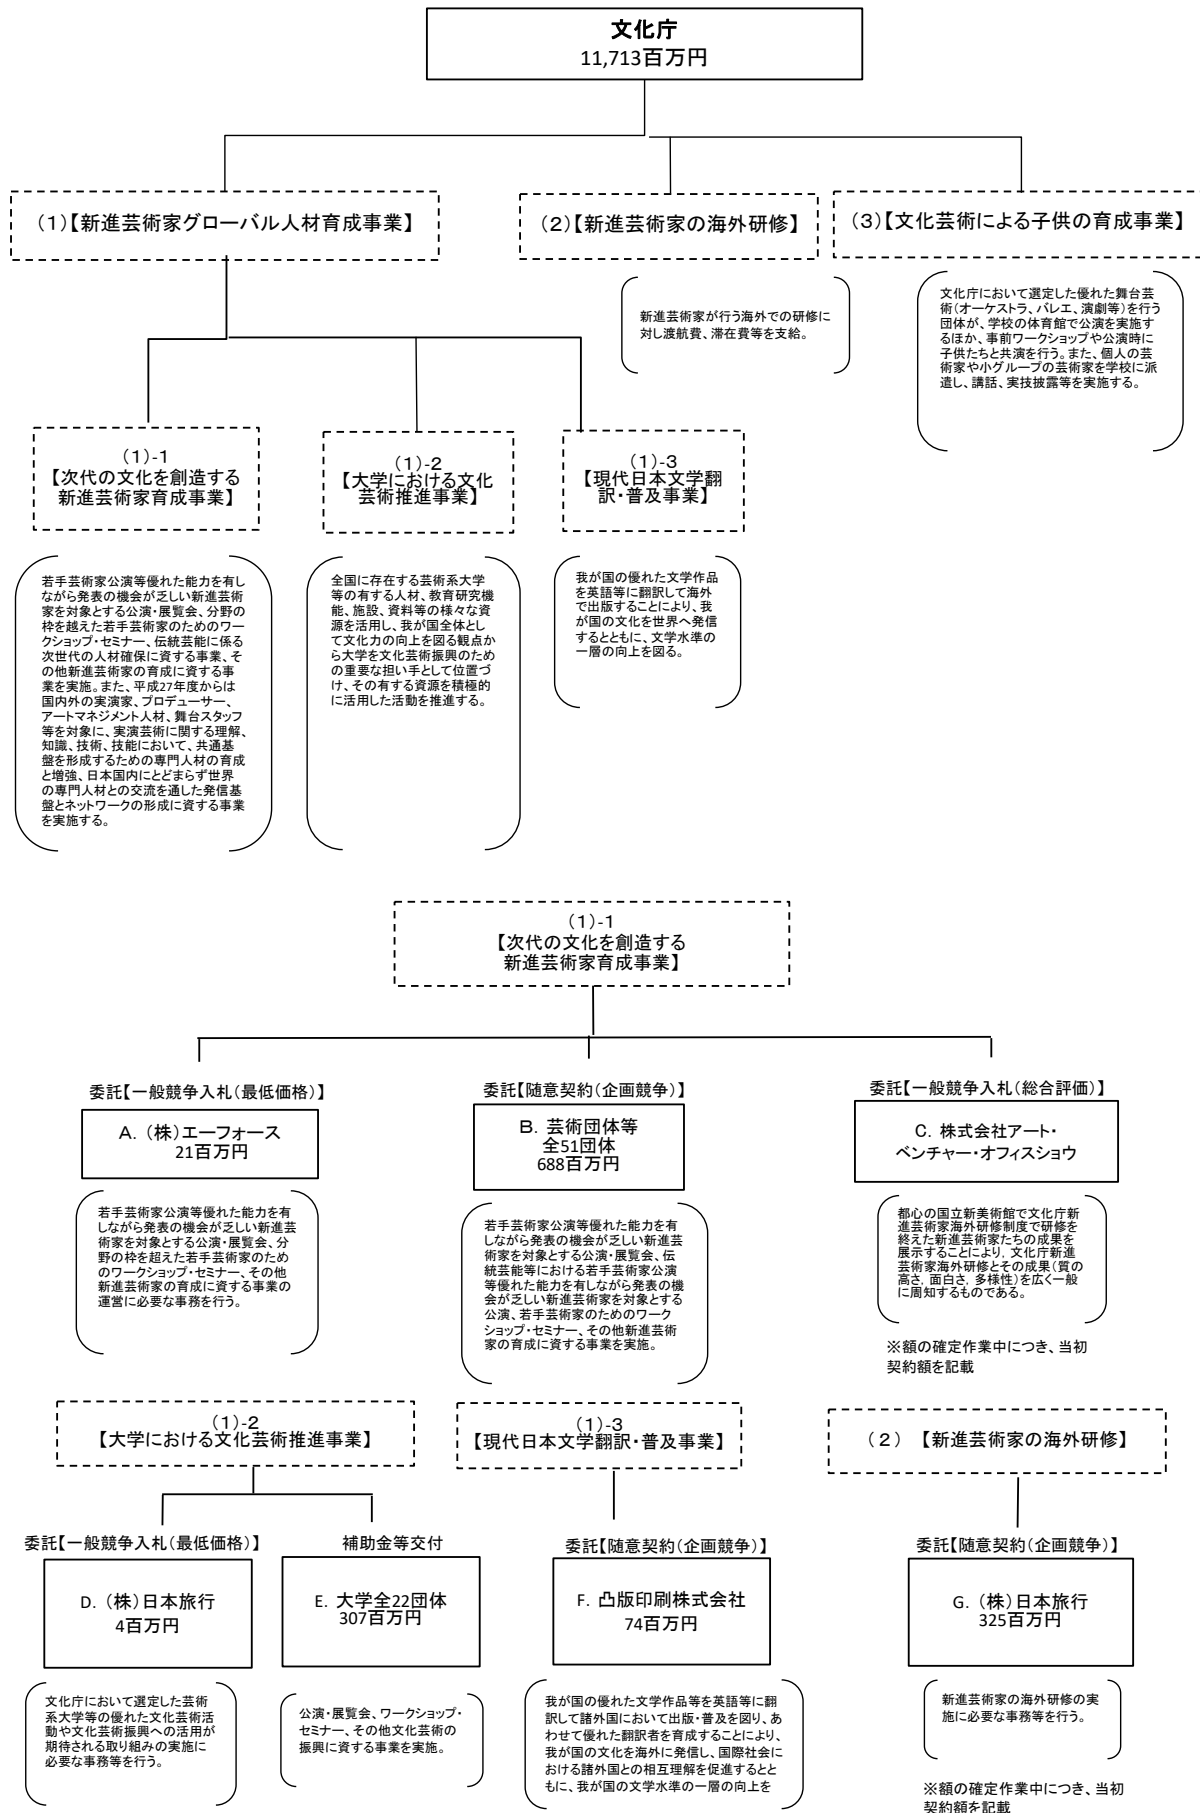 文化庁
11,713百万円
(1)【新進芸術家グローバル人材育成事業】
(2)【新進芸術家の海外研修】
(3)【文化芸術による子供の育成事業】
新進芸術家が行う海外での研修に
対し渡航費、滞在費等を支給。
文化庁において選定した優れた舞台芸
術(オーケストラ、バレエ、演劇等)を行う
団体が、学校の体育館で公演を実施す
るほか、事前ワークショップや公演時に
子供たちと共演を行う。また、個人の芸
術家や小グループの芸術家を学校に派
遣し、講話、実技披露等を実施する。
(1)-1
【次代の文化を創造する
新進芸術家育成事業】
(1)-2
【大学における文化
芸術推進事業】
(1)-3
【現代日本文学翻
訳・普及事業】
若手芸術家公演等優れた能力を有し
ながら発表の機会が乏しい新進芸術
家を対象とする公演・展覧会、分野の
枠を越えた若手芸術家のためのワー
クショップ・セミナー、伝統芸能に係る
次世代の人材確保に資する事業、そ
の他新進芸術家の育成に資する事
業を実施。また、平成27年度からは
国内外の実演家、プロデューサー、
アートマネジメント人材、舞台スタッフ
等を対象に、実演芸術に関する理解、
知識、技術、技能において、共通基
盤を形成するための専門人材の育成
と増強、日本国内にとどまらず世界
の専門人材との交流を通した発信基
盤とネットワークの形成に資する事業
を実施する。
全国に存在する芸術系大学
等の有する人材、教育研究機
能、施設、資料等の様々な資
源を活用し、我が国全体とし
て文化力の向上を図る観点か
ら大学を文化芸術振興のため
の重要な担い手として位置づ
け、その有する資源を積極的
に活用した活動を推進する。
我が国の優れた文学作品
を英語等に翻訳して海外
で出版することにより、我
が国の文化を世界へ発信
するとともに、文学水準の
一層の向上を図る。
(1)-1
【次代の文化を創造する
新進芸術家育成事業】
委託【一般競争入札(最低価格)】
A. (株)エーフォース
21百万円
若手芸術家公演等優れた能力を有
しながら発表の機会が乏しい新進芸
術家を対象とする公演・展覧会、分
野の枠を超えた若手芸術家のため
のワークショップ・セミナー、その他
新進芸術家の育成に資する事業の
運営に必要な事務を行う。
委託【随意契約(企画競争)】
B. 芸術団体等
全51団体
688百万円
若手芸術家公演等優れた能力を有
しながら発表の機会が乏しい新進芸
術家を対象とする公演・展覧会、伝
統芸能等における若手芸術家公演
等優れた能力を有しながら発表の機
会が乏しい新進芸術家を対象とする
公演、若手芸術家のためのワーク
ショップ・セミナー、その他新進芸術
家の育成に資する事業を実施。
委託【一般競争入札(総合評価)】
C. 株式会社アート・
ベンチャー・オフィスショウ
都心の国立新美術館で文化庁新
進芸術家海外研修制度で研修を
終えた新進芸術家たちの成果を
展示することにより, 文化庁新進
芸術家海外研修とその成果(質の
高さ, 面白さ, 多様性)を広く一般
に周知するものである。
※額の確定作業中につき、当初
契約額を記載
(1)-2
【大学における文化芸術推進事業】
(1)-3
【現代日本文学翻訳・普及事業】
(2) 【新進芸術家の海外研修】
委託【一般競争入札(最低価格)】
D. (株)日本旅行
4百万円
文化庁において選定した芸術
系大学等の優れた文化芸術活
動や文化芸術振興への活用が
期待される取り組みの実施に
必要な事務等を行う。
補助金等交付
E. 大学全22団体
307百万円
公演・展覧会、ワークショップ・
セミナー、その他文化芸術の
振興に資する事業を実施。
委託【随意契約(企画競争)】
F. 凸版印刷株式会社
74百万円
我が国の優れた文学作品等を英語等に翻
訳して諸外国において出版・普及を図り、あ
わせて優れた翻訳者を育成することにより、
我が国の文化を海外に発信し、国際社会に
おける諸外国との相互理解を促進するとと
もに、我が国の文学水準の一層の向上を
委託【随意契約(企画競争)】
G. (株)日本旅行
325百万円
新進芸術家の海外研修の実
施に必要な事務等を行う。
※額の確定作業中につき、当初
契約額を記載